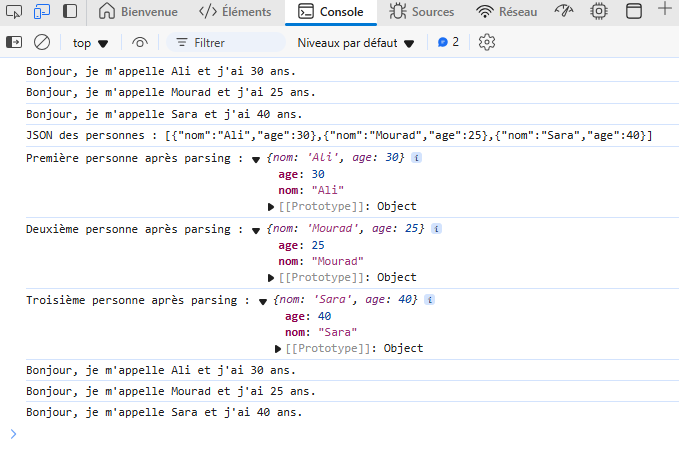 Bienvenue Éléments Console Sources Réseau
top Filtrer Niveaux par défaut 2
Bonjour, je m'appelle Ali et j'ai 30 ans.
Bonjour, je m'appelle Mourad et j'ai 25 ans.
Bonjour, je m'appelle Sara et j'ai 40 ans.
JSON des personnes : [{"nom":"Ali","age":30},{"nom":"Mourad","age":25},{"nom":"Sara","age":40}]
Première personne après parsing : ▼ {nom: 'Ali', age: 30} i
age: 30
nom: "Ali"
▶ [[Prototype]]: Object
Deuxième personne après parsing : ▼ {nom: 'Mourad', age: 25} i
age: 25
nom: "Mourad"
▶ [[Prototype]]: Object
Troisième personne après parsing : ▼ {nom: 'Sara', age: 40} i
age: 40
nom: "Sara"
▶ [[Prototype]]: Object
Bonjour, je m'appelle Ali et j'ai 30 ans.
Bonjour, je m'appelle Mourad et j'ai 25 ans.
Bonjour, je m'appelle Sara et j'ai 40 ans.